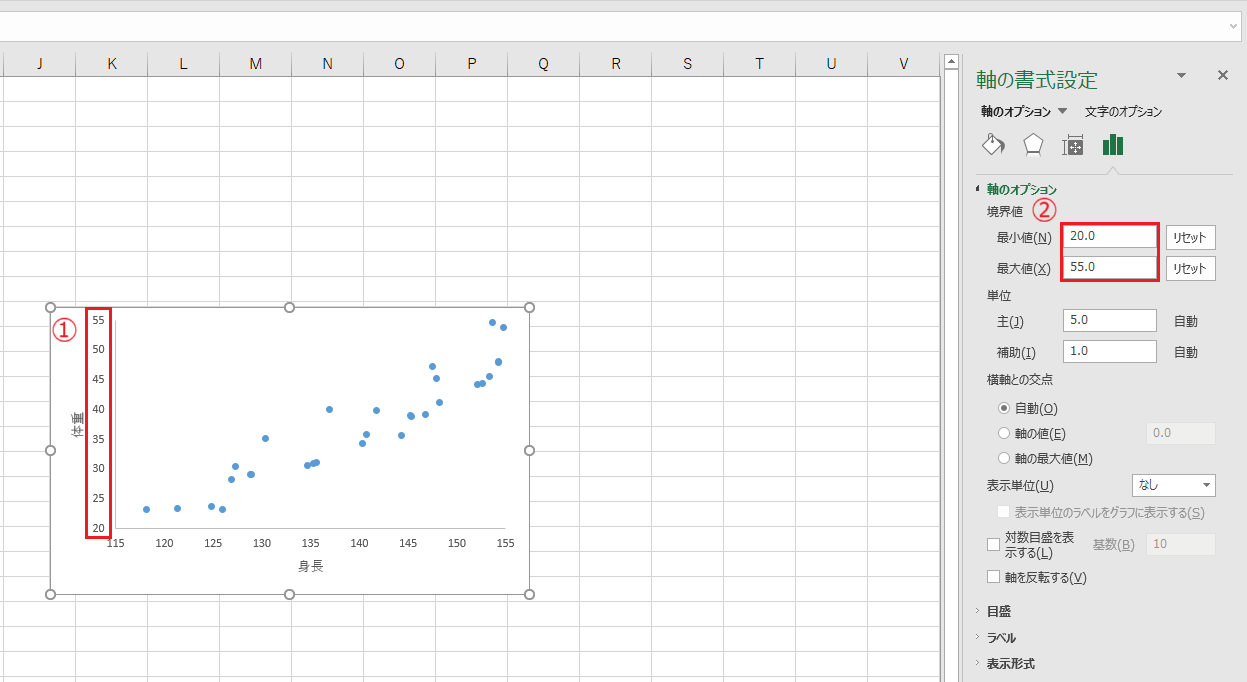 J K L M N O P Q R S T U V
①
55
50
45
40
35
30
25
20
体重
115 120 125 130 135 140 145 150 155
身長
軸の書式設定
軸のオプション 文字のオプション
軸のオプション
境界値 ②
最小値(N) 20.0 リセット
最大値(X) 55.0 リセット
単位
主(J) 5.0 自動
補助(I) 1.0 自動
横軸との交点
自動(O)
軸の値(E) 0.0
軸の最大値(M)
表示単位(U) なし
表示単位のラベルをグラフに表示する(S)
対数目盛を表
示する(L) 基数(B) 10
軸を反転する(V)
目盛
ラベル
表示形式